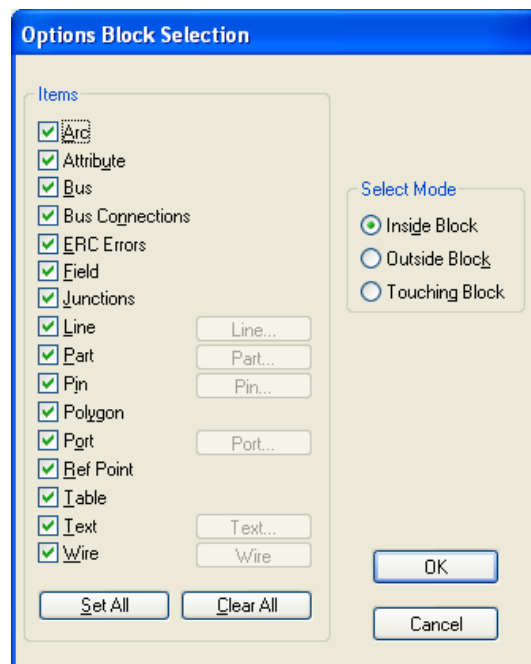 Options Block Selection
Items
Arc
Attribute
Bus
Bus Connections
ERC Errors
Field
Junctions
Line Line...
Part Part...
Pin Pin...
Polygon
Port Port...
Ref Point
Table
Text Text...
Wire Wire
Set All Clear All
Select Mode
Inside Block
Outside Block
Touching Block
OK
Cancel